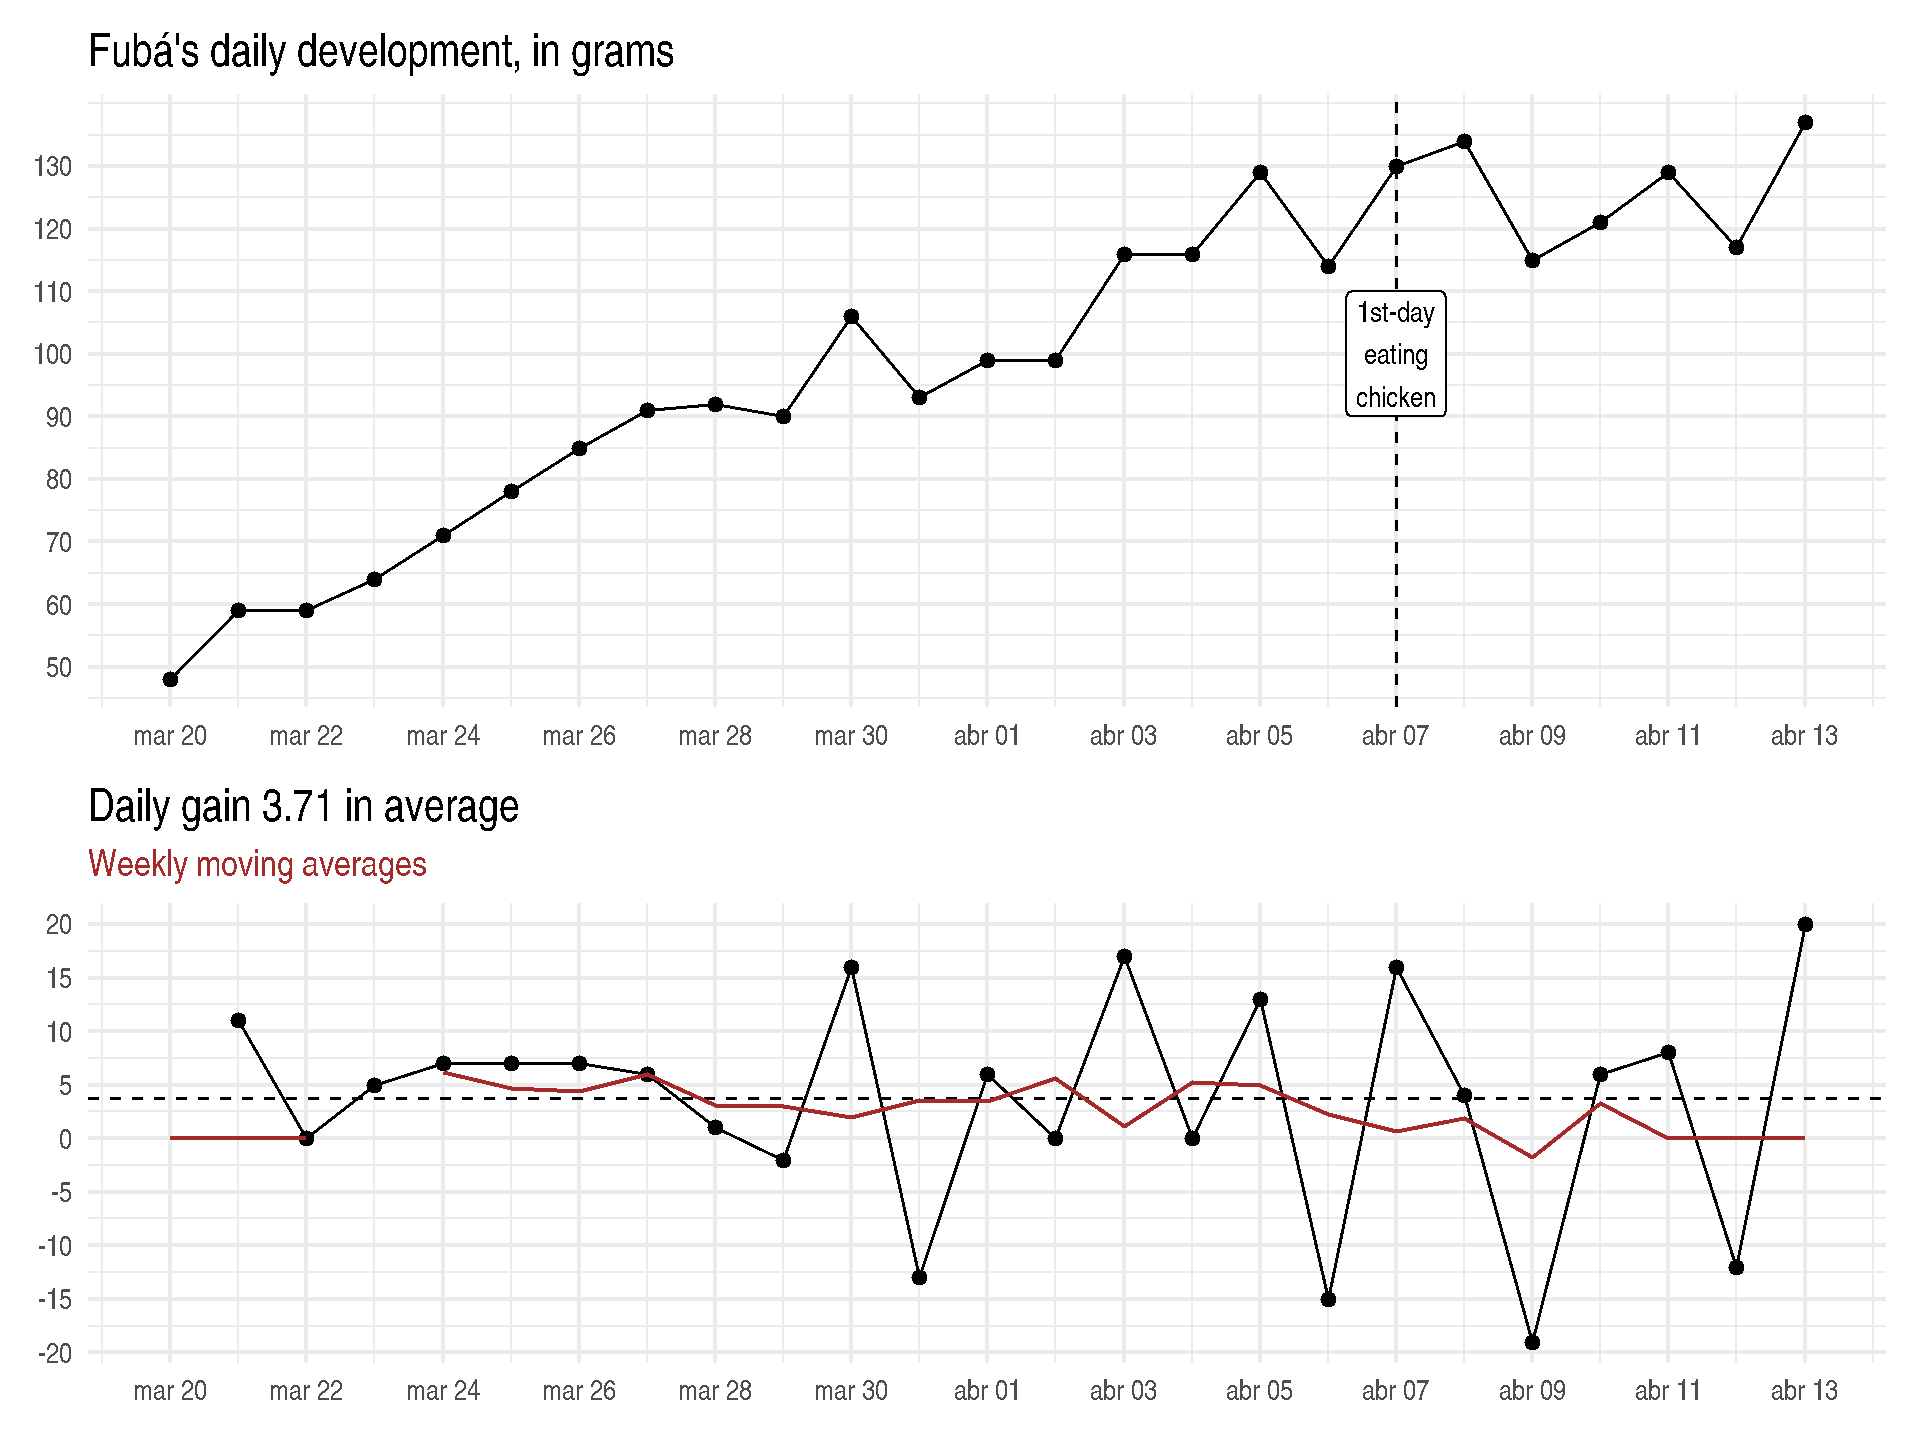 Fubá's daily development, in grams
130
120
110
100
90
80
70
60
50
1st-day
eating
chicken
mar 20 mar 22 mar 24 mar 26 mar 28 mar 30 abr 01 abr 03 abr 05 abr 07 abr 09 abr 11 abr 13
Daily gain 3.71 in average
Weekly moving averages
20
15
10
5
0
-5
-10
-15
-20
mar 20 mar 22 mar 24 mar 26 mar 28 mar 30 abr 01 abr 03 abr 05 abr 07 abr 09 abr 11 abr 13